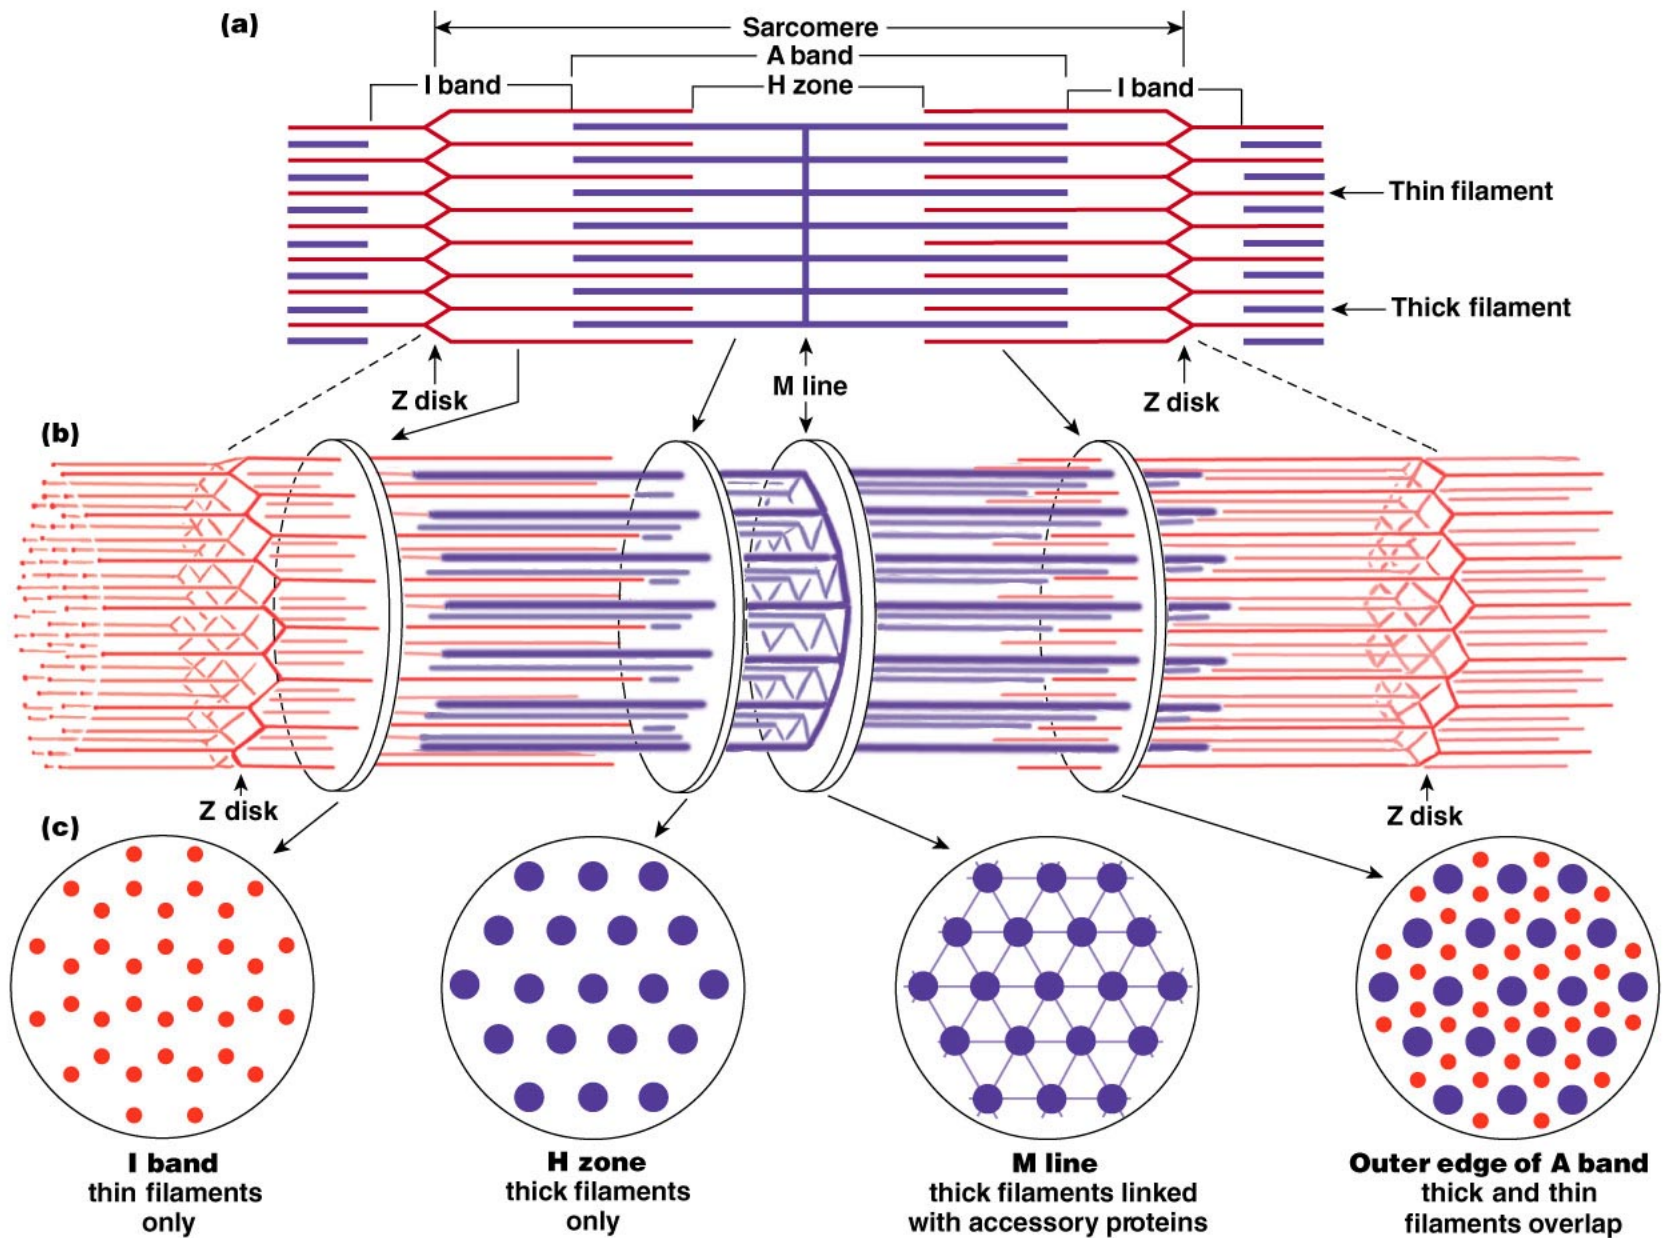 (a)
Sarcomere
A band
I band
H zone
I band
Thin filament
Thick filament
Z disk
M line
Z disk
(b)
Z disk
Z disk
(c)
I band
thin filaments
only
H zone
thick filaments
only
M line
thick filaments linked
with accessory proteins
Outer edge of A band
thick and thin
filaments overlap